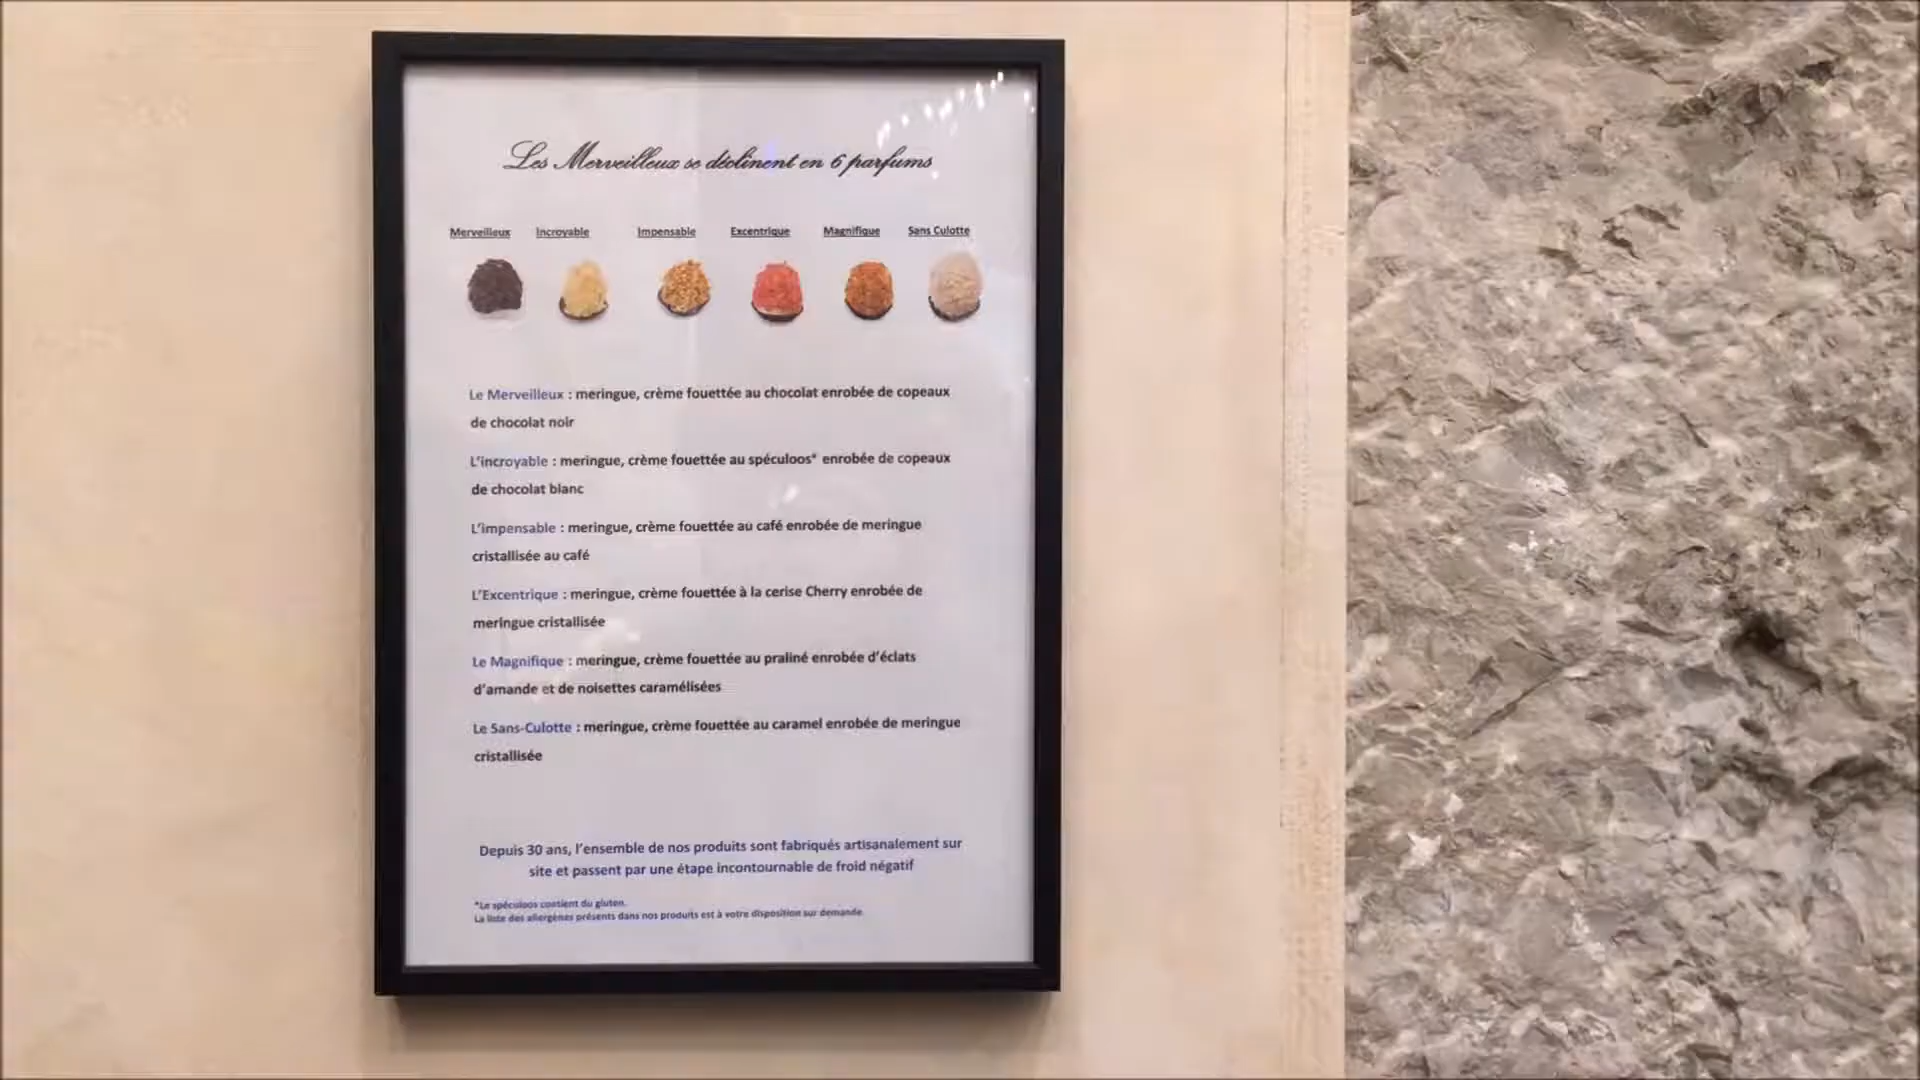 Les Merveilleux se déclinent en 6 parfums
Merveilleux Incroyable Impensable Excentrique Magnifique Sans Culotte
Le Merveilleux : meringue, crème fouettée au chocolat enrobée de copeaux
de chocolat noir
L'incroyable : meringue, crème fouettée au spéculoos* enrobée de copeaux
de chocolat blanc
L'impensable : meringue, crème fouettée au café enrobée de meringue
cristallisée au café
L'Excentrique : meringue, crème fouettée à la cerise Cherry enrobée de
meringue cristallisée
Le Magnifique : meringue, crème fouettée au praliné enrobée d'éclats
d'amande et de noisettes caramélisées
Le Sans-Culotte : meringue, crème fouettée au caramel enrobée de meringue
cristallisée
Depuis 30 ans, l'ensemble de nos produits sont fabriqués artisanalement sur
site et passent par une étape incontournable de froid négatif
*Le spéculoos contient du gluten.
La liste des allergènes présents dans nos produits est à votre disposition sur demande.